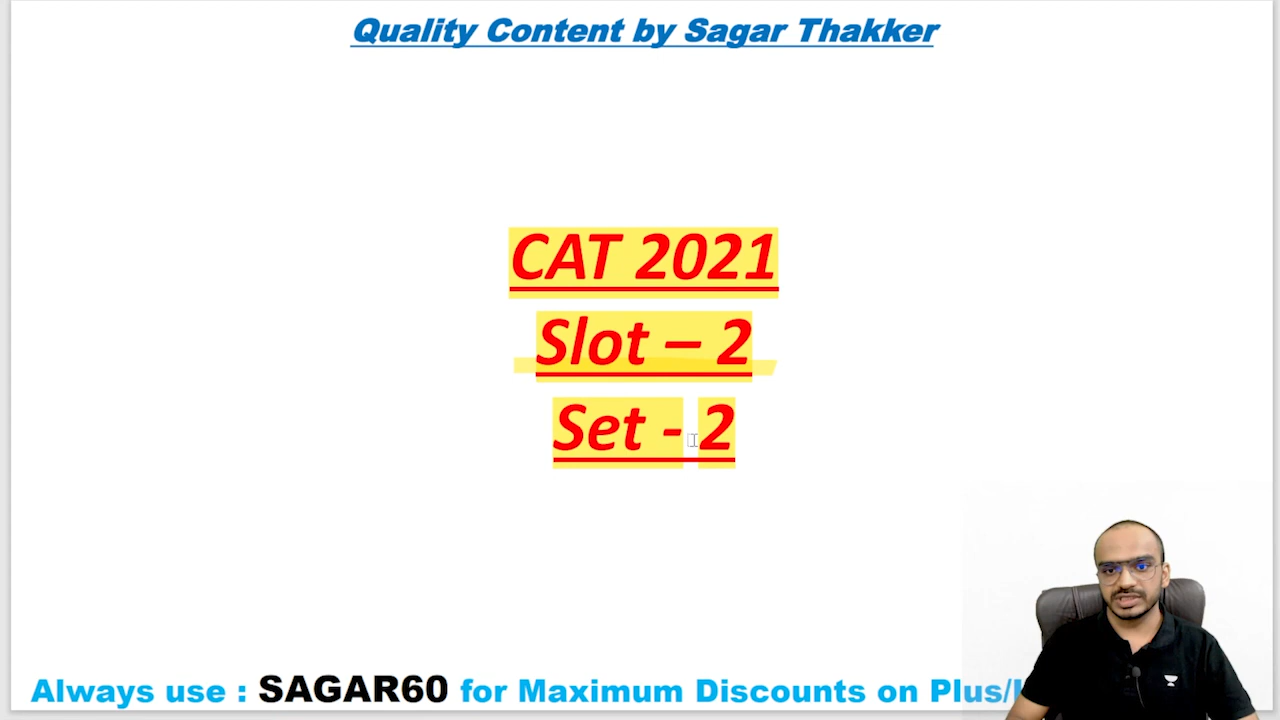 Quality Content by Sagar Thakker
CAT 2021
Slot – 2
Set - 2
Always use : SAGAR60 for Maximum Discounts on Plus/